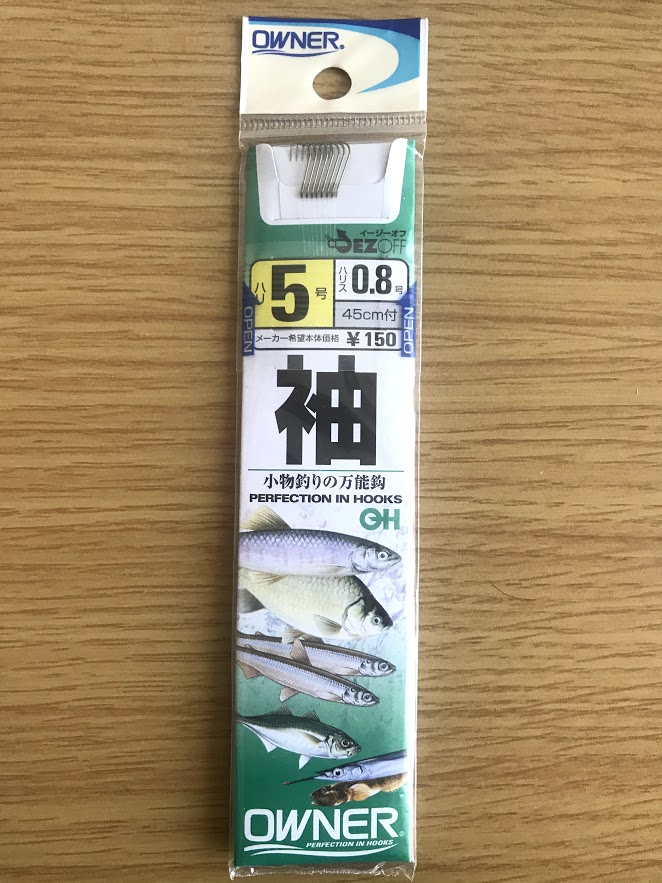 OWNER®
イージーオフ
EZ OFF
ハリ 5号
ハリス 0.8号
45cm付
OPEN
OPEN
メーカー希望本体価格 ¥150
袖
小物釣りの万能鈎
PERFECTION IN HOOKS
OH
OWNER®
PERFECTION IN HOOKS